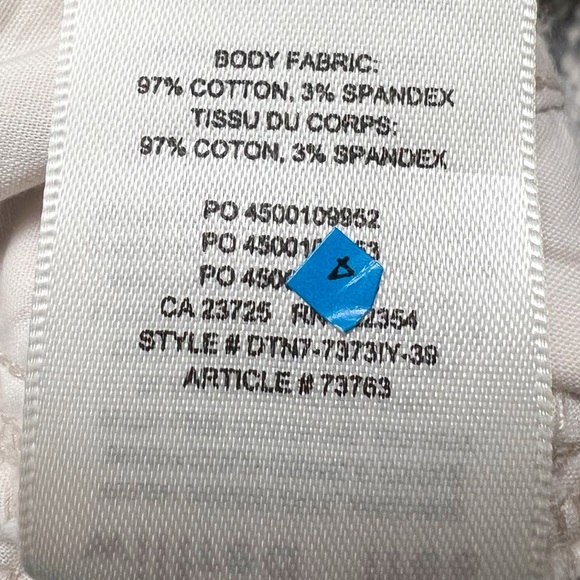 BODY FABRIC:
97% COTTON, 3% SPANDEX
TISSU DU CORPS:
97% COTON, 3% SPANDEX
PO 4500109952
PO
PO
CA 23725
STYLE # DTN7-7373IY-39
ARTICLE # 73763